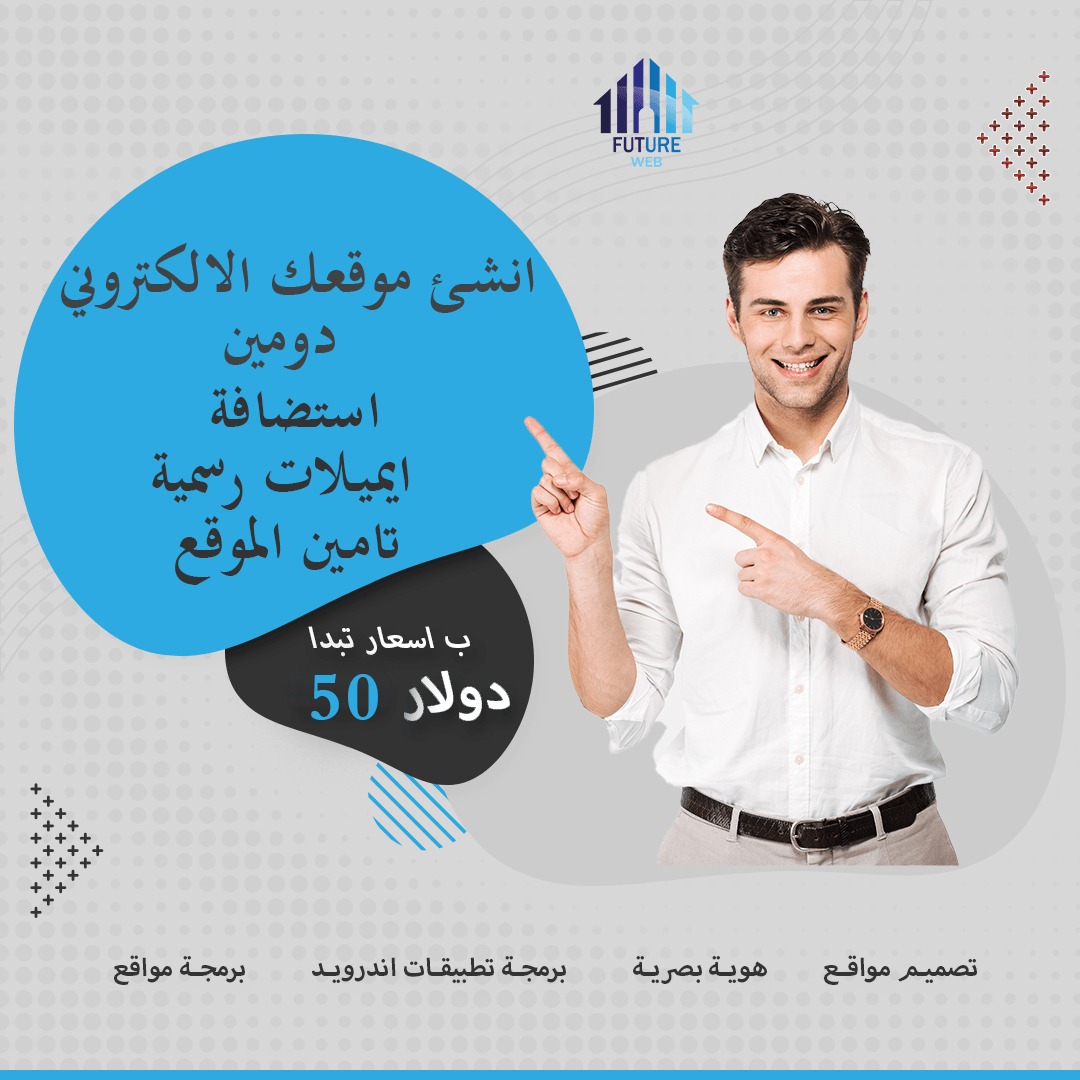 FUTURE
WEB
انشئ موقعك الالكتروني
دومين
استضافة
ايميلات رسمية
تامين الموقع
ب اسعار تبدا
50 دولار
تصميم مواقع
هوية بصرية
برمجة تطبيقات اندرويد
برمجة مواقع